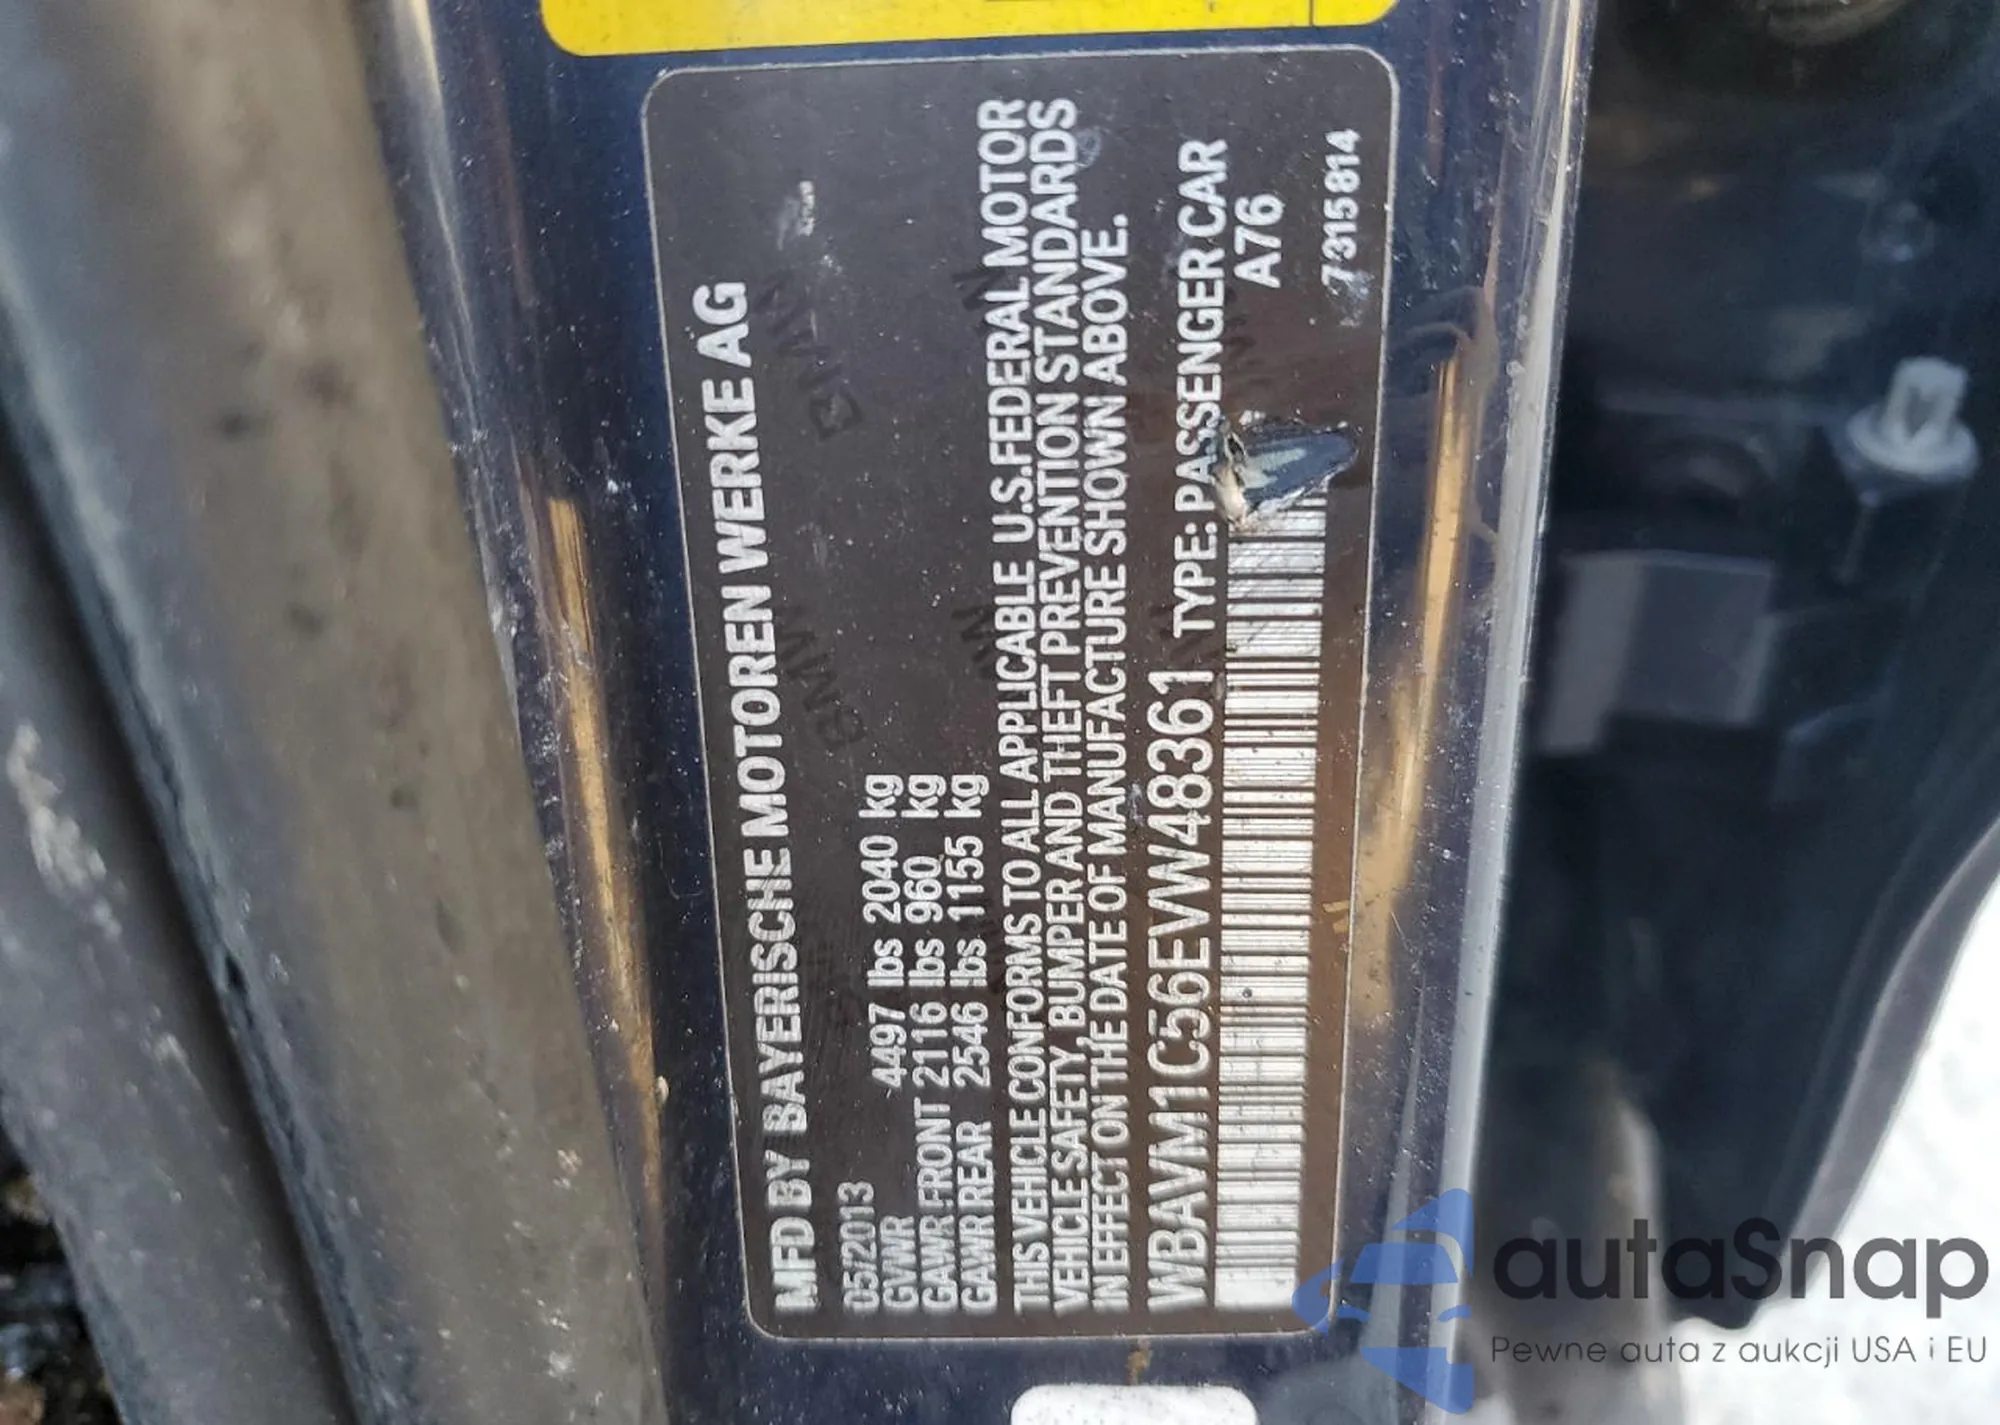 MFD BY BAYERISCHE MOTOREN WERKE AG
05/2013
GVWR 4497 lbs 2040 kg
GAWR FRONT 2116 lbs 960 kg
GAWR REAR 2546 lbs 1155 kg
THIS VEHICLE CONFORMS TO ALL APPLICABLE U.S. FEDERAL MOTOR
VEHICLE SAFETY, BUMPER AND THEFT PREVENTION STANDARDS
IN EFFECT ON THE DATE OF MANUFACTURE SHOWN ABOVE.
WBAVM1C56EVW48361 TYPE: PASSENGER CAR
A76
7315814
autaSnap
Pewne auta z aukcji USA i EU